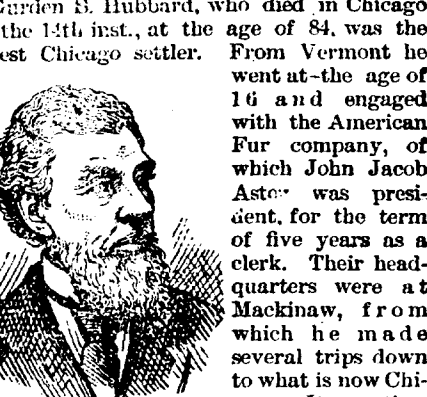 Gurden S. Hubbard, who died in Chicago
the 14th inst., at the age of 84, was the
est Chicago settler. From Vermont he
went at the age of
16 and engaged
with the American
Fur company, of
which John Jacob
Astor was presi-
dent, for the term
of five years as a
clerk. Their head-
quarters were at
Mackinaw, from
which he made
several trips down
to what is now Chi-